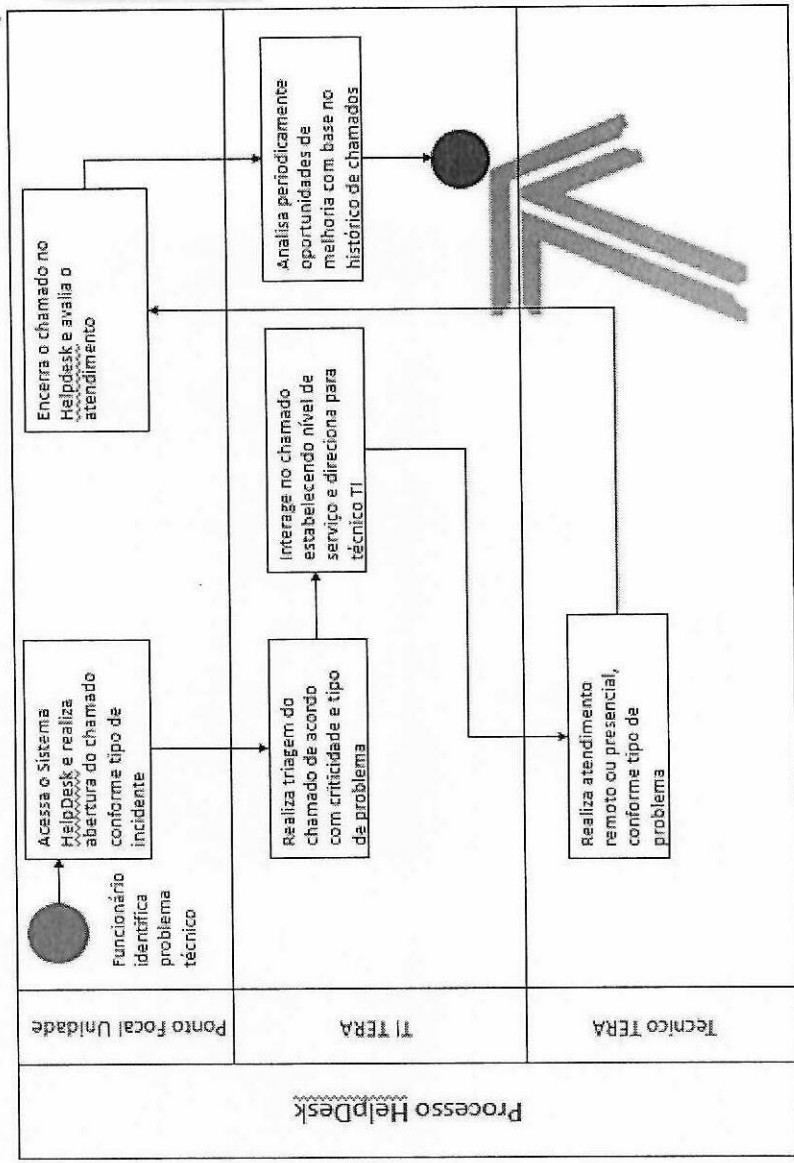 Processo HelpDesk
Ponto Focal Unidade
Funcionário
identifica
problema
técnico
Acessa o Sistema
HelpDesk e realiza
abertura do chamado
conforme tipo de
incidente
Encerra o chamado no
Helpdesk e avalia o
atendimento
TI TERA
Realiza triagem do
chamado de acordo
com criticidade e tipo
de problema
Interage no chamado
estabelecendo nível de
serviço e direciona para
técnico TI
Analisa periodicamente
oportunidades de
melhoria com base no
histórico de chamados
Tecnico TERA
Realiza atendimento
remoto ou presencial,
conforme tipo de
problema